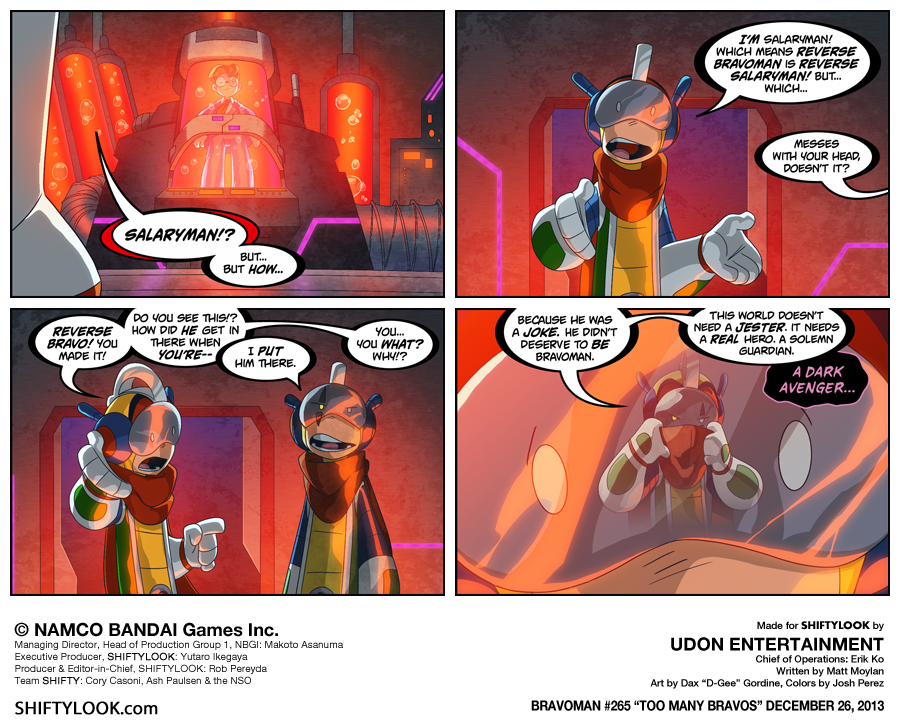 SALARYMAN!?
BUT...
BUT HOW...
I'M SALARYMAN!
WHICH MEANS REVERSE
BRAVOMAN IS REVERSE
SALARYMAN! BUT...
WHICH...
MESSES
WITH YOUR HEAD,
DOESN'T IT?
REVERSE
BRAVO! YOU
MADE IT!
DO YOU SEE THIS!?
HOW DID HE GET IN
THERE WHEN
YOU'RE--
I PUT
HIM THERE.
YOU...
YOU WHAT?
WHY!?
BECAUSE HE WAS
A JOKE. HE DIDN'T
DESERVE TO BE
BRAVOMAN.
THIS WORLD DOESN'T
NEED A JESTER. IT NEEDS
A REAL HERO. A SOLEMN
GUARDIAN.
A DARK
AVENGER...
© NAMCO BANDAI Games Inc.
Managing Director, Head of Production Group 1, NBGI: Makoto Asanuma
Executive Producer, SHIFTYLOOK: Yutaro Ikegaya
Producer & Editor-in-Chief, SHIFTYLOOK: Rob Pereyda
Team SHIFTY: Cory Casoni, Ash Paulsen & the NSO
SHIFTYLOOK.com
Made for SHIFTYLOOK by
UDON ENTERTAINMENT
Chief of Operations: Erik Ko
Written by Matt Moylan
Art by Dax “D-Gee” Gordine, Colors by Josh Perez
BRAVOMAN #265 “TOO MANY BRAVOS” DECEMBER 26, 2013